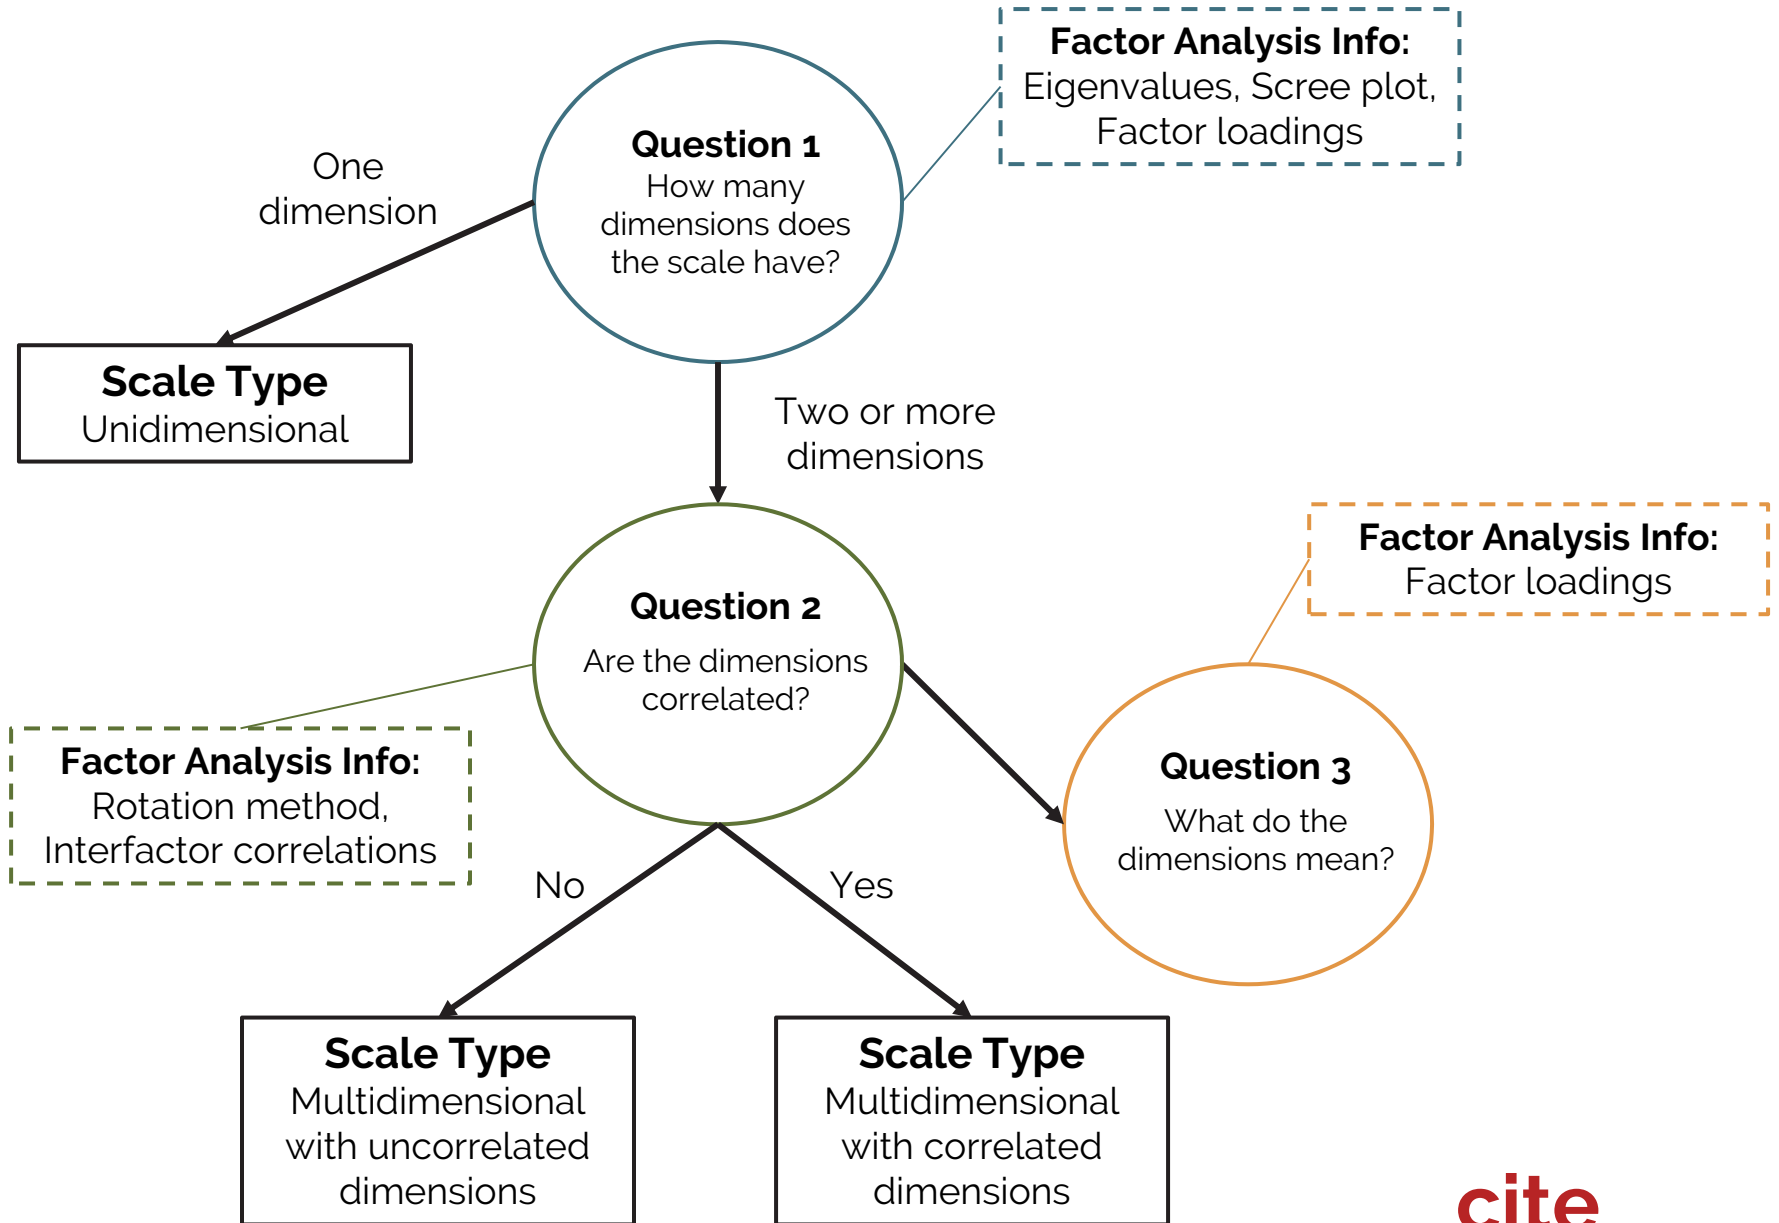 Factor Analysis Info:
Eigenvalues, Scree plot,
Factor loadings
Question 1
How many
dimensions does
the scale have?
One
dimension
Scale Type
Unidimensional
Two or more
dimensions
Factor Analysis Info:
Factor loadings
Question 2
Are the dimensions
correlated?
Question 3
What do the
dimensions mean?
Factor Analysis Info:
Rotation method,
Interfactor correlations
No
Yes
Scale Type
Multidimensional
with uncorrelated
dimensions
Scale Type
Multidimensional
with correlated
dimensions
cite